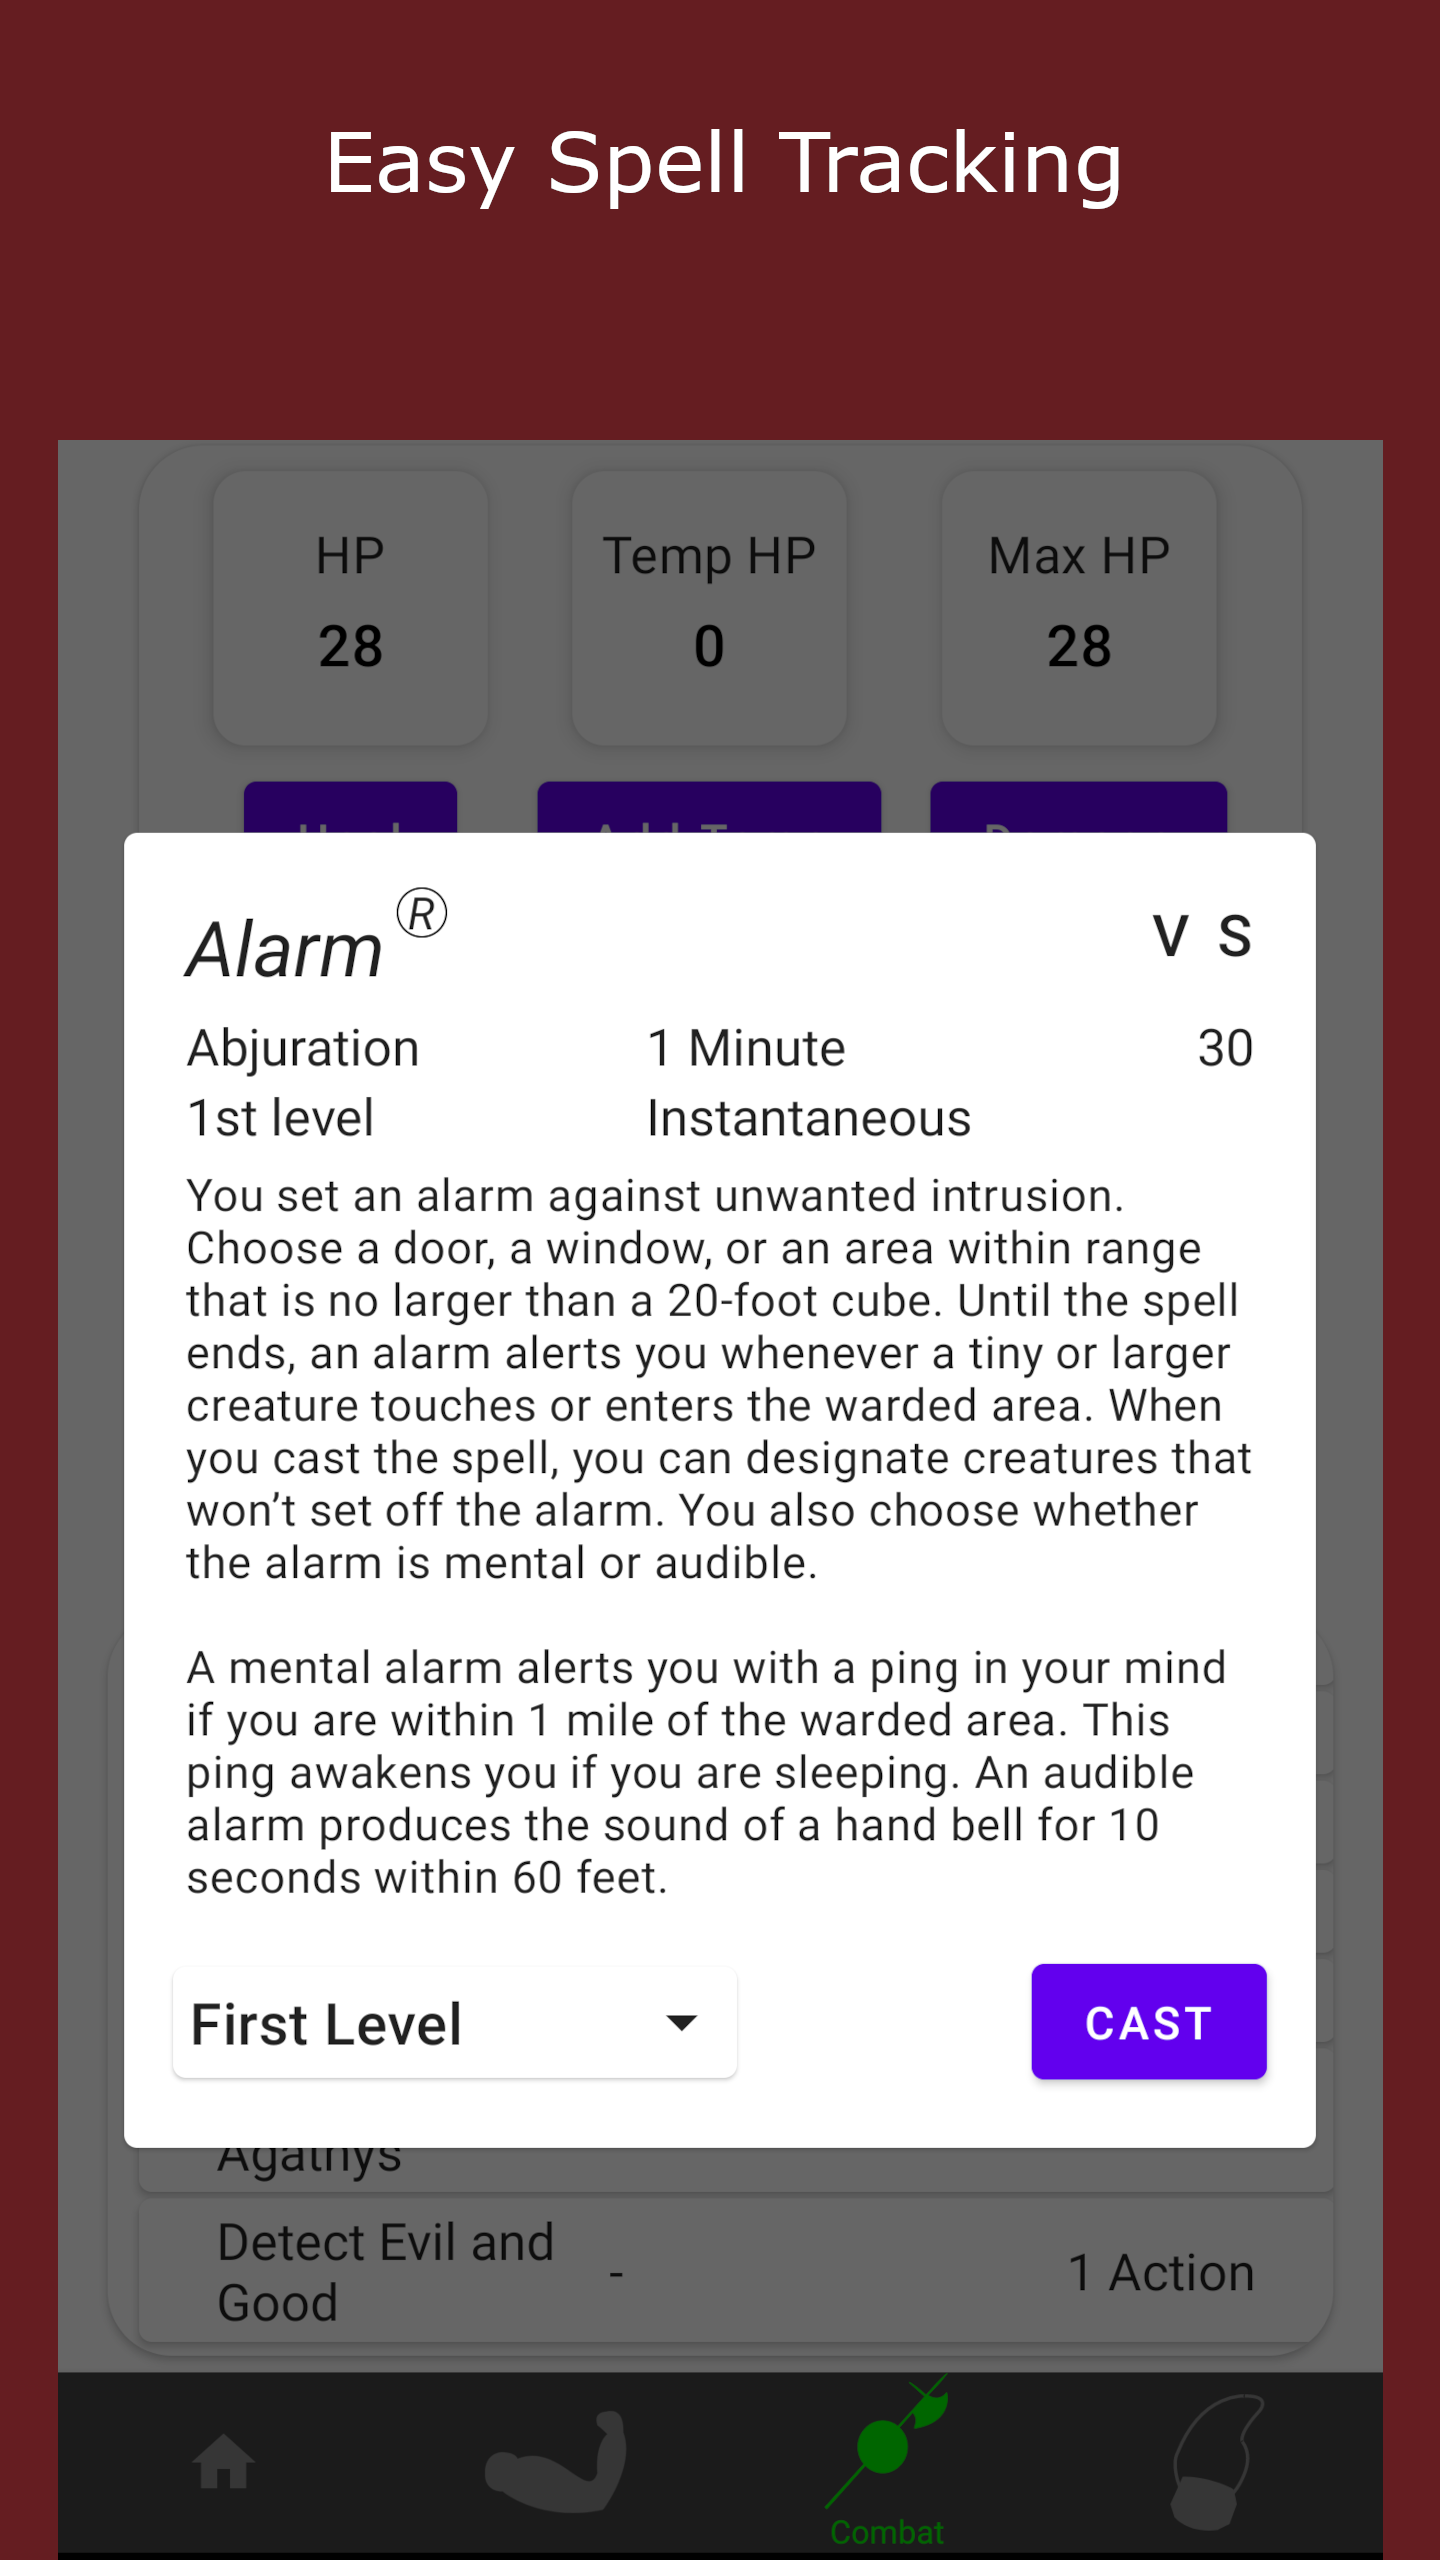 Easy Spell Tracking
HP
Temp HP
Max HP
28
0
28
Alarm ®
V S
Abjuration
1 Minute
30
1st level
Instantaneous
You set an alarm against unwanted intrusion.
Choose a door, a window, or an area within range
that is no larger than a 20-foot cube. Until the spell
ends, an alarm alerts you whenever a tiny or larger
creature touches or enters the warded area. When
you cast the spell, you can designate creatures that
won’t set off the alarm. You also choose whether
the alarm is mental or audible.
A mental alarm alerts you with a ping in your mind
if you are within 1 mile of the warded area. This
ping awakens you if you are sleeping. An audible
alarm produces the sound of a hand bell for 10
seconds within 60 feet.
First Level
CAST
Agathys
Detect Evil and
Good
-
1 Action
Combat